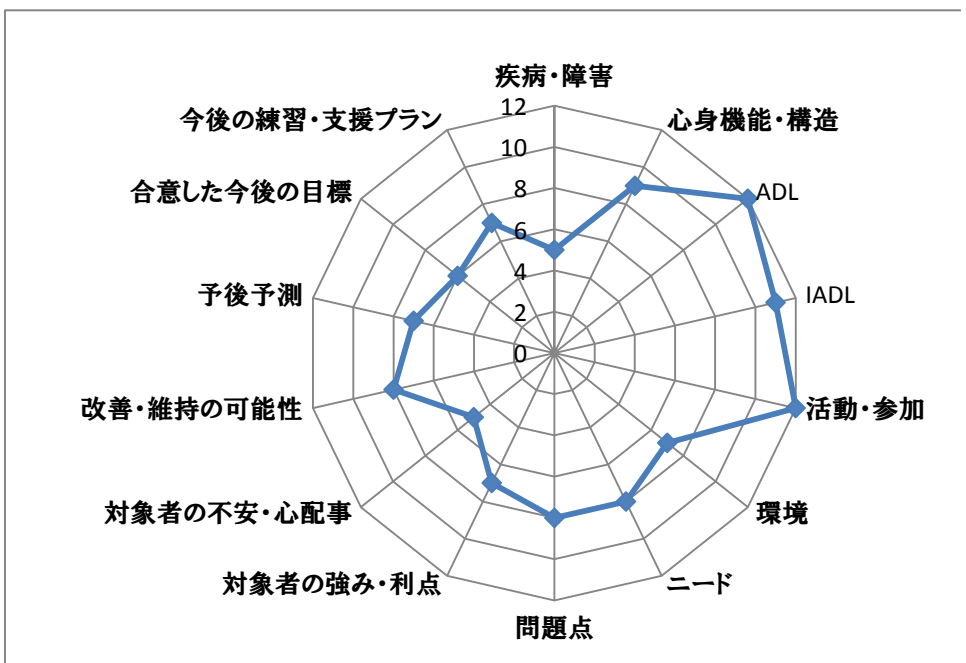 疾病・障害
心身機能・構造
ADL
IADL
活動・参加
環境
ニード
問題点
対象者の強み・利点
対象者の不安・心配事
改善・維持の可能性
予後予測
合意した今後の目標
今後の練習・支援プラン
12
10
8
6
4
2
0